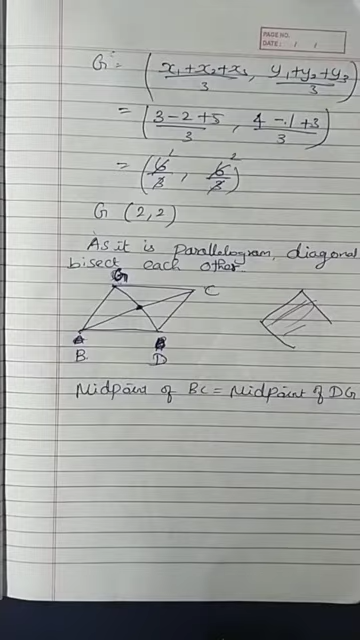 PAGE NO.
DATE: / /
G = ( x₁+x₂+x₃ / 3 , y₁+y₂+y₃ / 3 )
= ( 3-2+5 / 3 , 4-1+3 / 3 )
= ( 6 / 3 , 6 / 3 ) 2
G (2,2)
As it is parallelogram, diagonal
bisect each other.
G
C
B
D
Midpoint of BC = Midpoint of DG